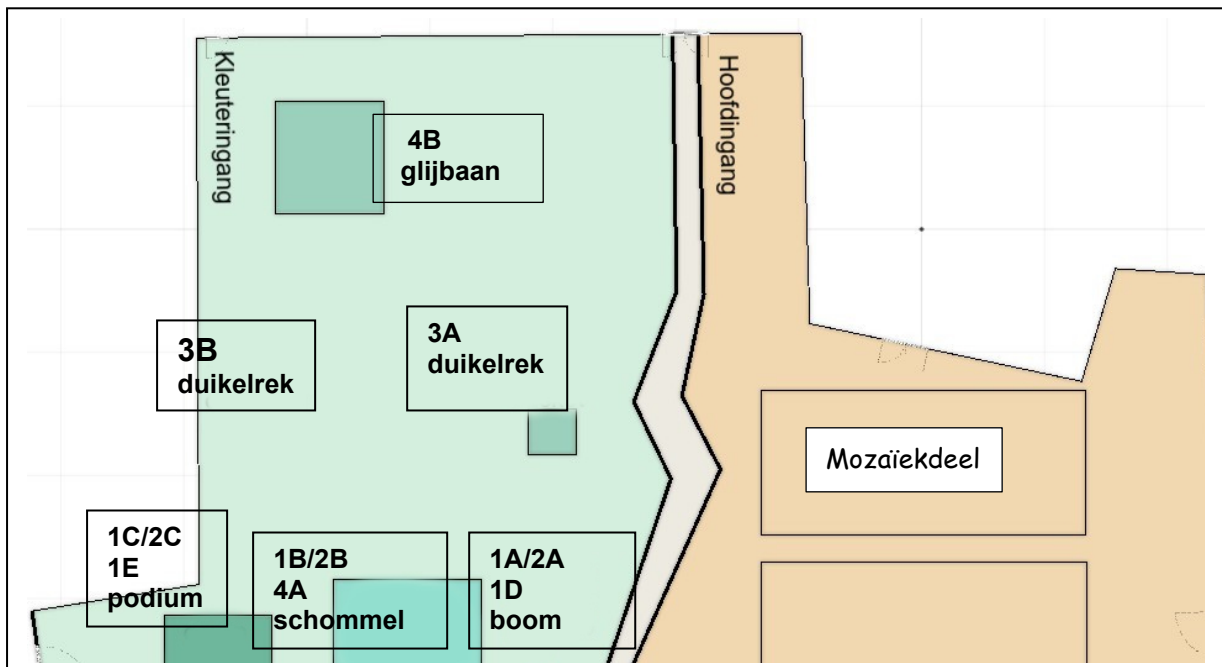 Kleuteringang
Hoofdingang
4B
glijbaan
3B
duikelrek
3A
duikelrek
Mozaïekdeel
1C/2C
1E
podium
1B/2B
4A
schommel
1A/2A
1D
boom